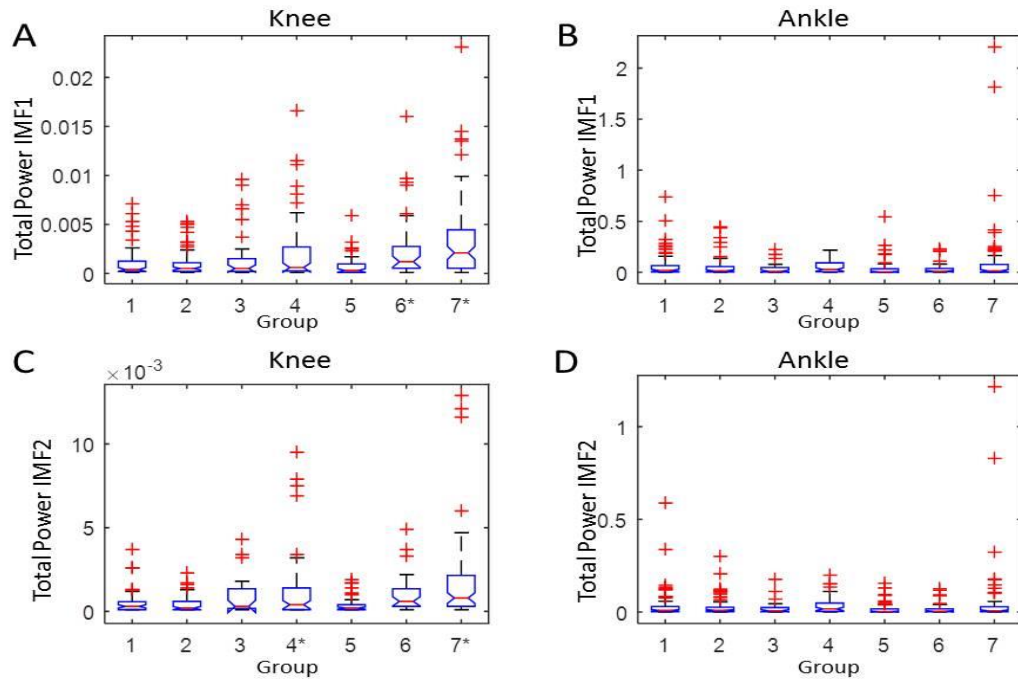 A
Knee
Total Power IMF1
0.02
0.015
0.01
0.005
0
1 2 3 4 5 6* 7*
Group
B
Ankle
Total Power IMF1
2
1.5
1
0.5
0
1 2 3 4 5 6 7
Group
C
Knee
× 10⁻³
Total Power IMF2
10
5
0
1 2 3 4* 5 6 7*
Group
D
Ankle
Total Power IMF2
1
0.5
0
1 2 3 4 5 6 7
Group